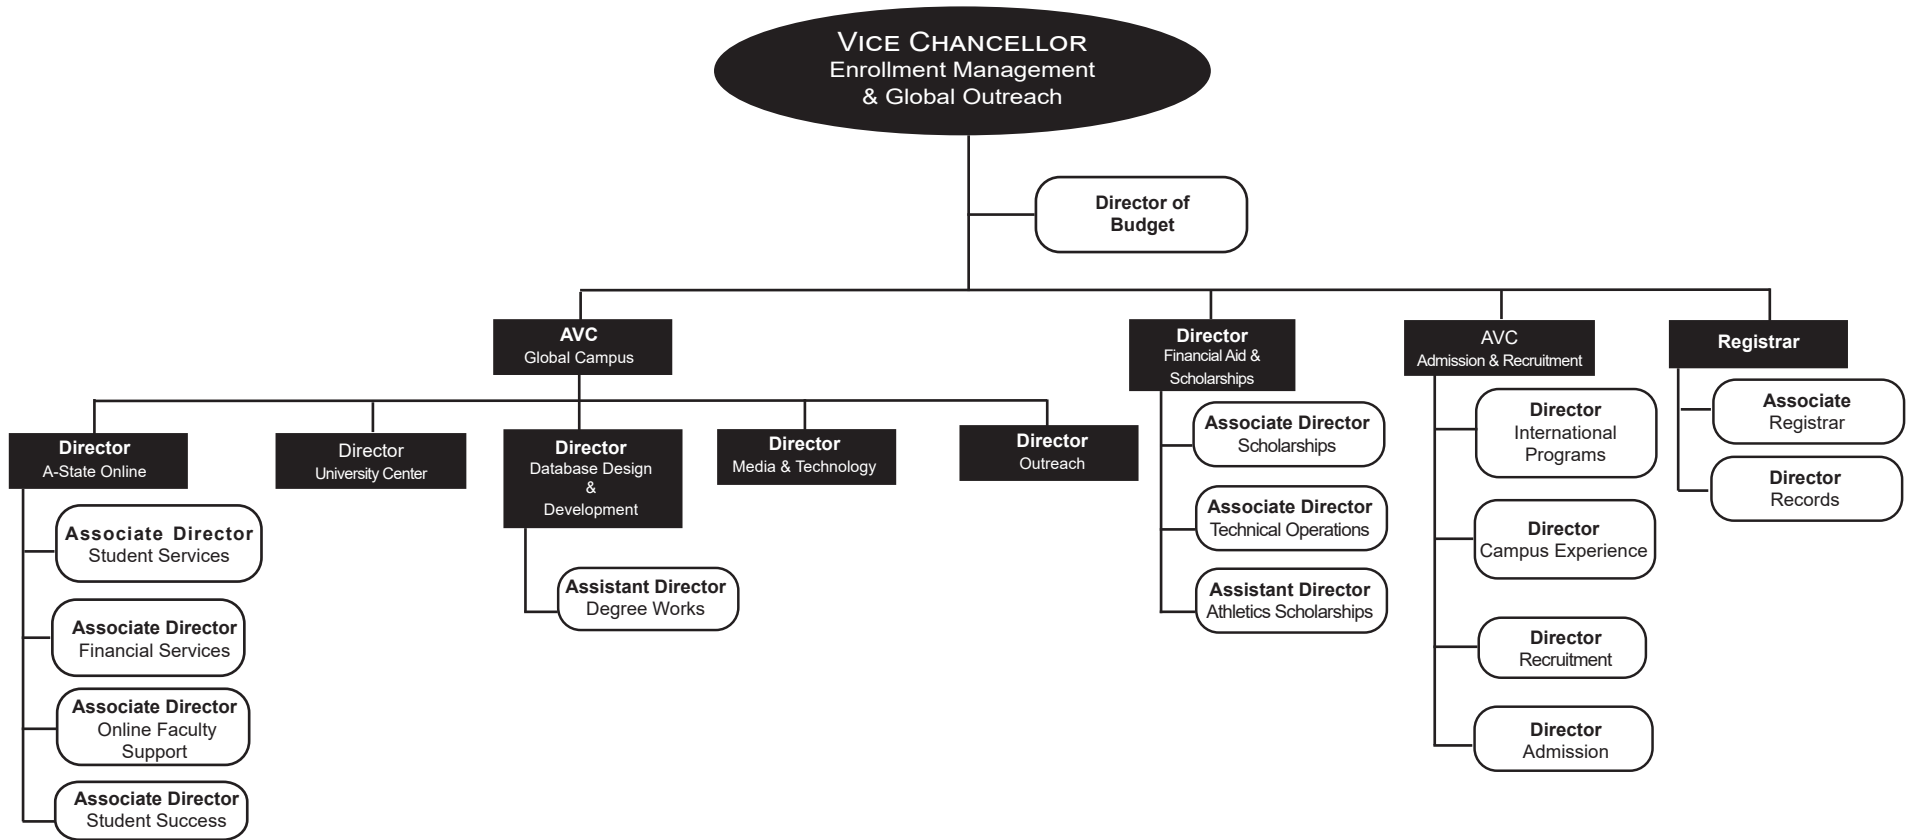 VICE CHANCELLOR
Enrollment Management
& Global Outreach
Director of
Budget
AVC
Global Campus
Director
Financial Aid &
Scholarships
AVC
Admission & Recruitment
Registrar
Director
A-State Online
Director
University Center
Director
Database Design
&
Development
Director
Media & Technology
Director
Outreach
Associate Director
Student Services
Associate Director
Financial Services
Associate Director
Online Faculty
Support
Associate Director
Student Success
Assistant Director
Degree Works
Associate Director
Scholarships
Associate Director
Technical Operations
Assistant Director
Athletics Scholarships
Director
International
Programs
Director
Campus Experience
Director
Recruitment
Director
Admission
Associate
Registrar
Director
Records